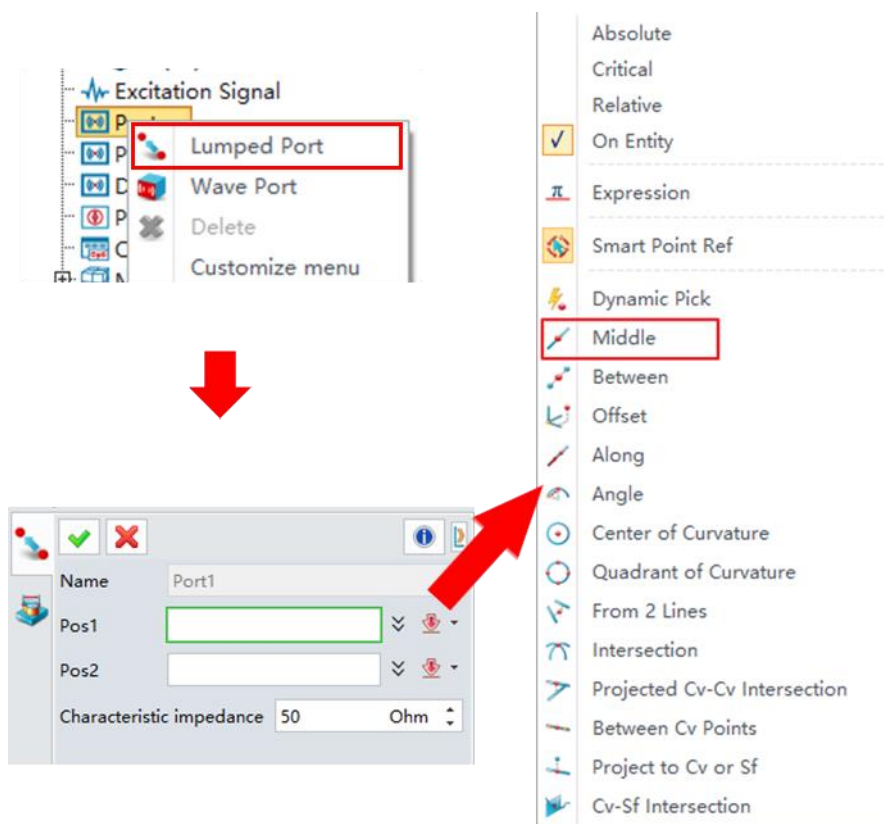 Excitation Signal
P
Lumped Port
P
Wave Port
D
Delete
P
C
Customize menu
Name Port1
Pos1
Pos2
Characteristic impedance 50 Ohm
Absolute
Critical
Relative
On Entity
Expression
Smart Point Ref
Dynamic Pick
Middle
Between
Offset
Along
Angle
Center of Curvature
Quadrant of Curvature
From 2 Lines
Intersection
Projected Cv-Cv Intersection
Between Cv Points
Project to Cv or Sf
Cv-Sf Intersection